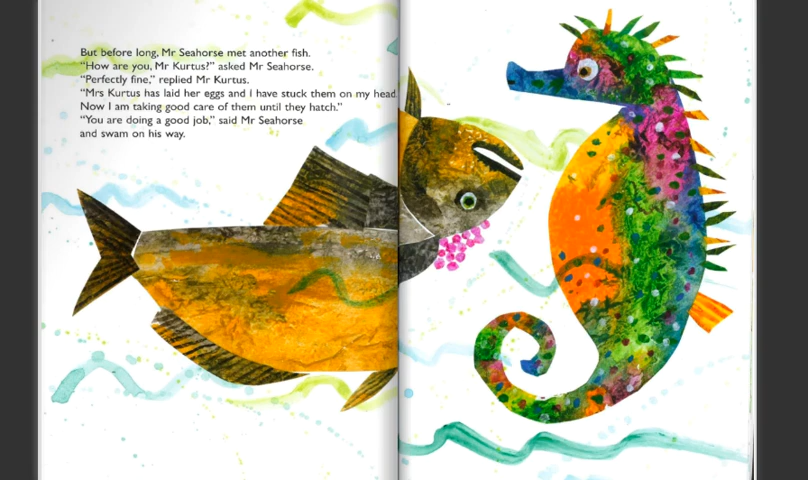 But before long, Mr Seahorse met another fish.
“How are you, Mr Kurtus?” asked Mr Seahorse.
“Perfectly fine,” replied Mr Kurtus.
“Mrs Kurtus has laid her eggs and I have stuck them on my head.
Now I am taking good care of them until they hatch.”
“You are doing a good job,” said Mr Seahorse
and swam on his way.